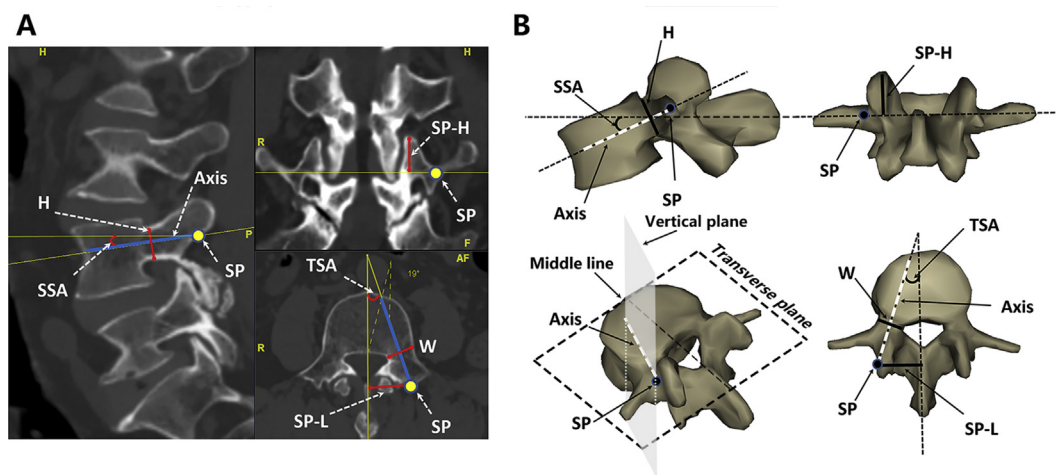 A
H
H
R
SP-H
SP
Axis
H
P
SP
SSA
F
TSA
AF
19°
R
W
SP-L
SP
B
H
SSA
SP-H
SP
SP
Axis
Vertical plane
Middle line
Transverse plane
Axis
SP
TSA
W
Axis
SP
SP-L